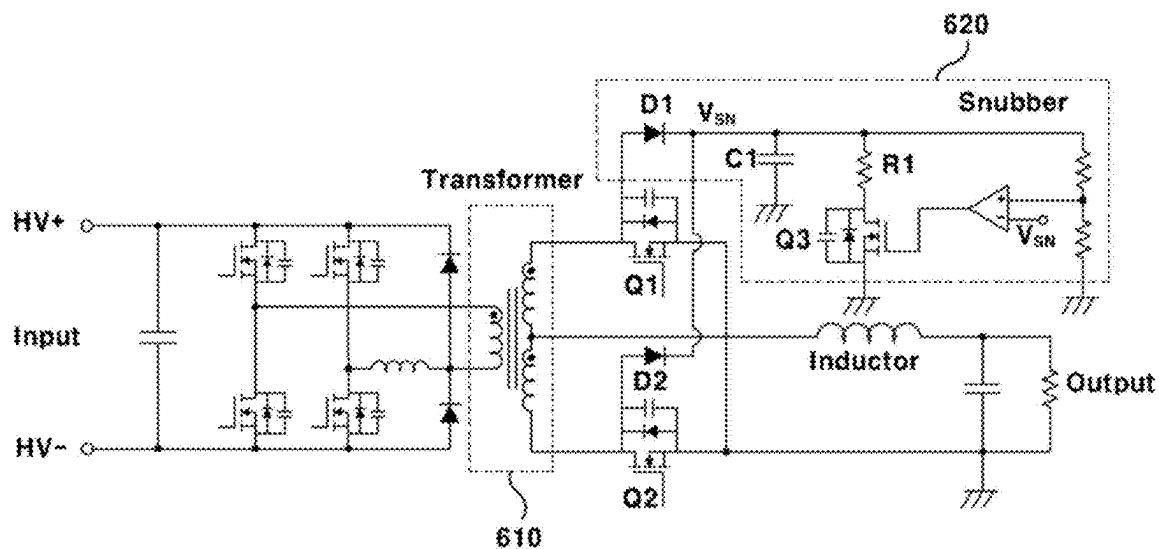 620
D1
V_SN
Snubber
C1
R1
Transformer
HV+
Q3
V_SN
Q1
Input
Inductor
D2
Output
HV-
Q2
610